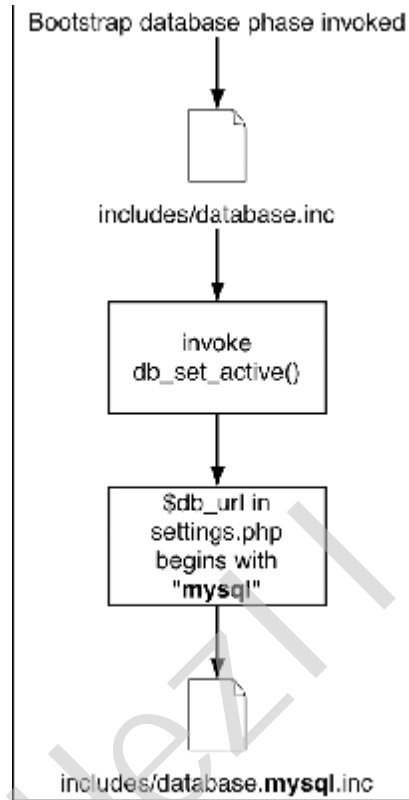 Bootstrap database phase invoked
includes/database.inc
invoke
db_set_active()
$db_url in
settings.php
begins with
"mysql"
includes/database.mysql.inc